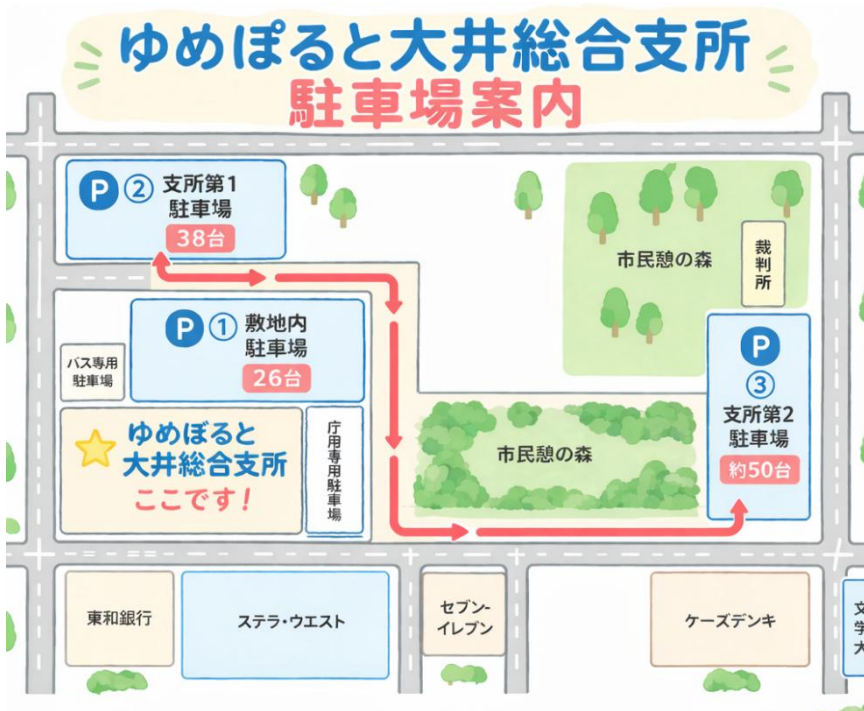 ゆめぽると大井総合支所
駐車場案内
P ② 支所第1
駐車場
38台
P ① 敷地内
駐車場
26台
バス専用
駐車場
ゆめぽると
大井総合支所
ここです!
庁用専用駐車場
市民憩の森
裁判所
P
③
支所第2
駐車場
約50台
市民憩の森
東和銀行
ステラ・ウエスト
セブン-
イレブン
ケーズデンキ
文
学
大